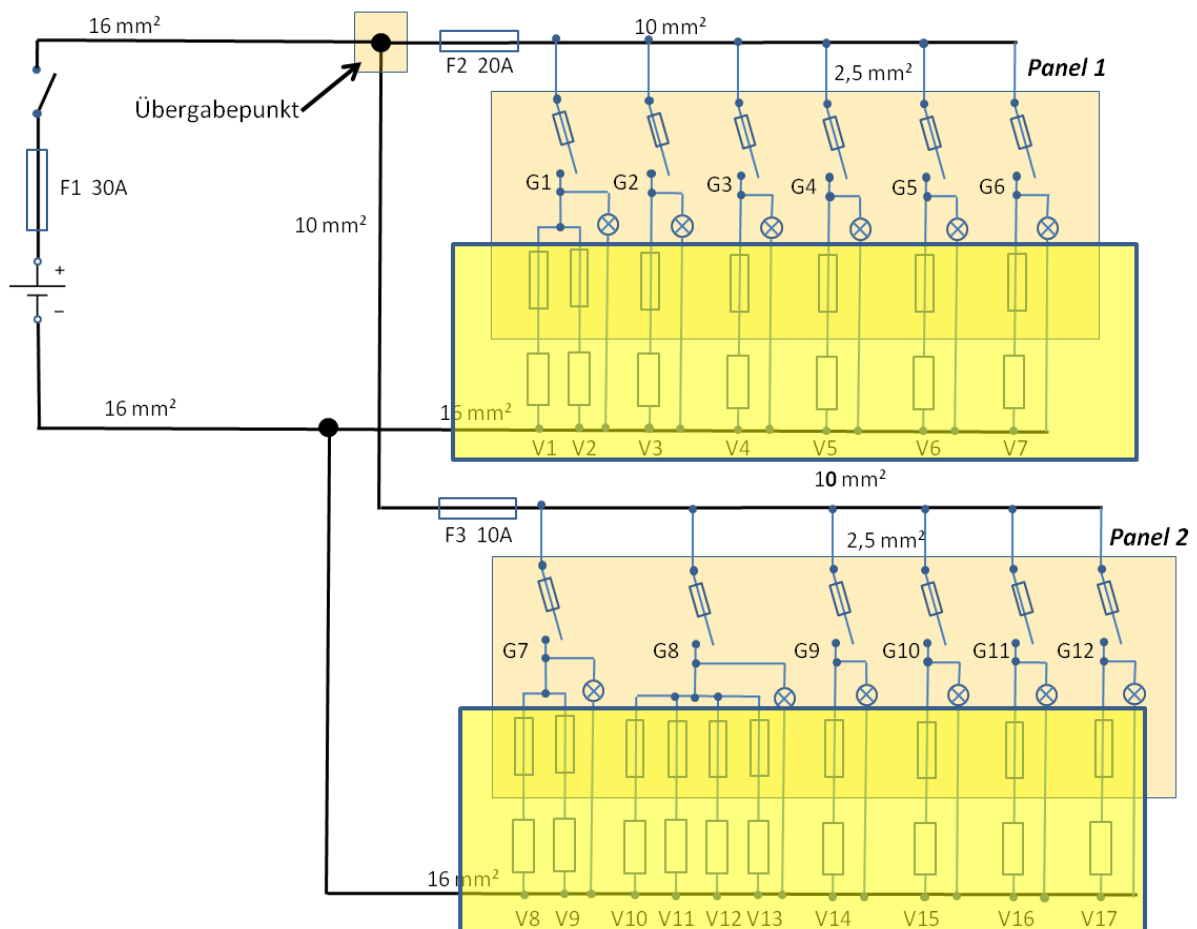 16 mm²
Übergabepunkt
F1 30A
+
−
F2 20A
10 mm²
2,5 mm²
Panel 1
G1 G2 G3 G4 G5 G6
10 mm²
16 mm²
16 mm²
V1 V2 V3 V4 V5 V6 V7
10 mm²
F3 10A
2,5 mm²
Panel 2
G7 G8 G9 G10 G11 G12
16 mm²
V8 V9 V10 V11 V12 V13 V14 V15 V16 V17